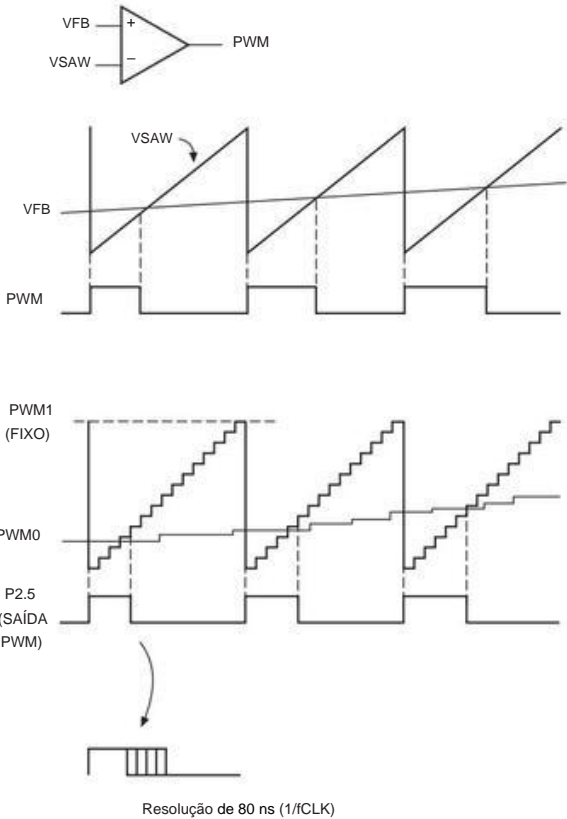 VFB
+
PWM
VSAW
–
VSAW
VFB
PWM
PWM1
(FIXO)
PWM0
P2.5
(SAÍDA
PWM)
Resolução de 80 ns (1/fCLK)